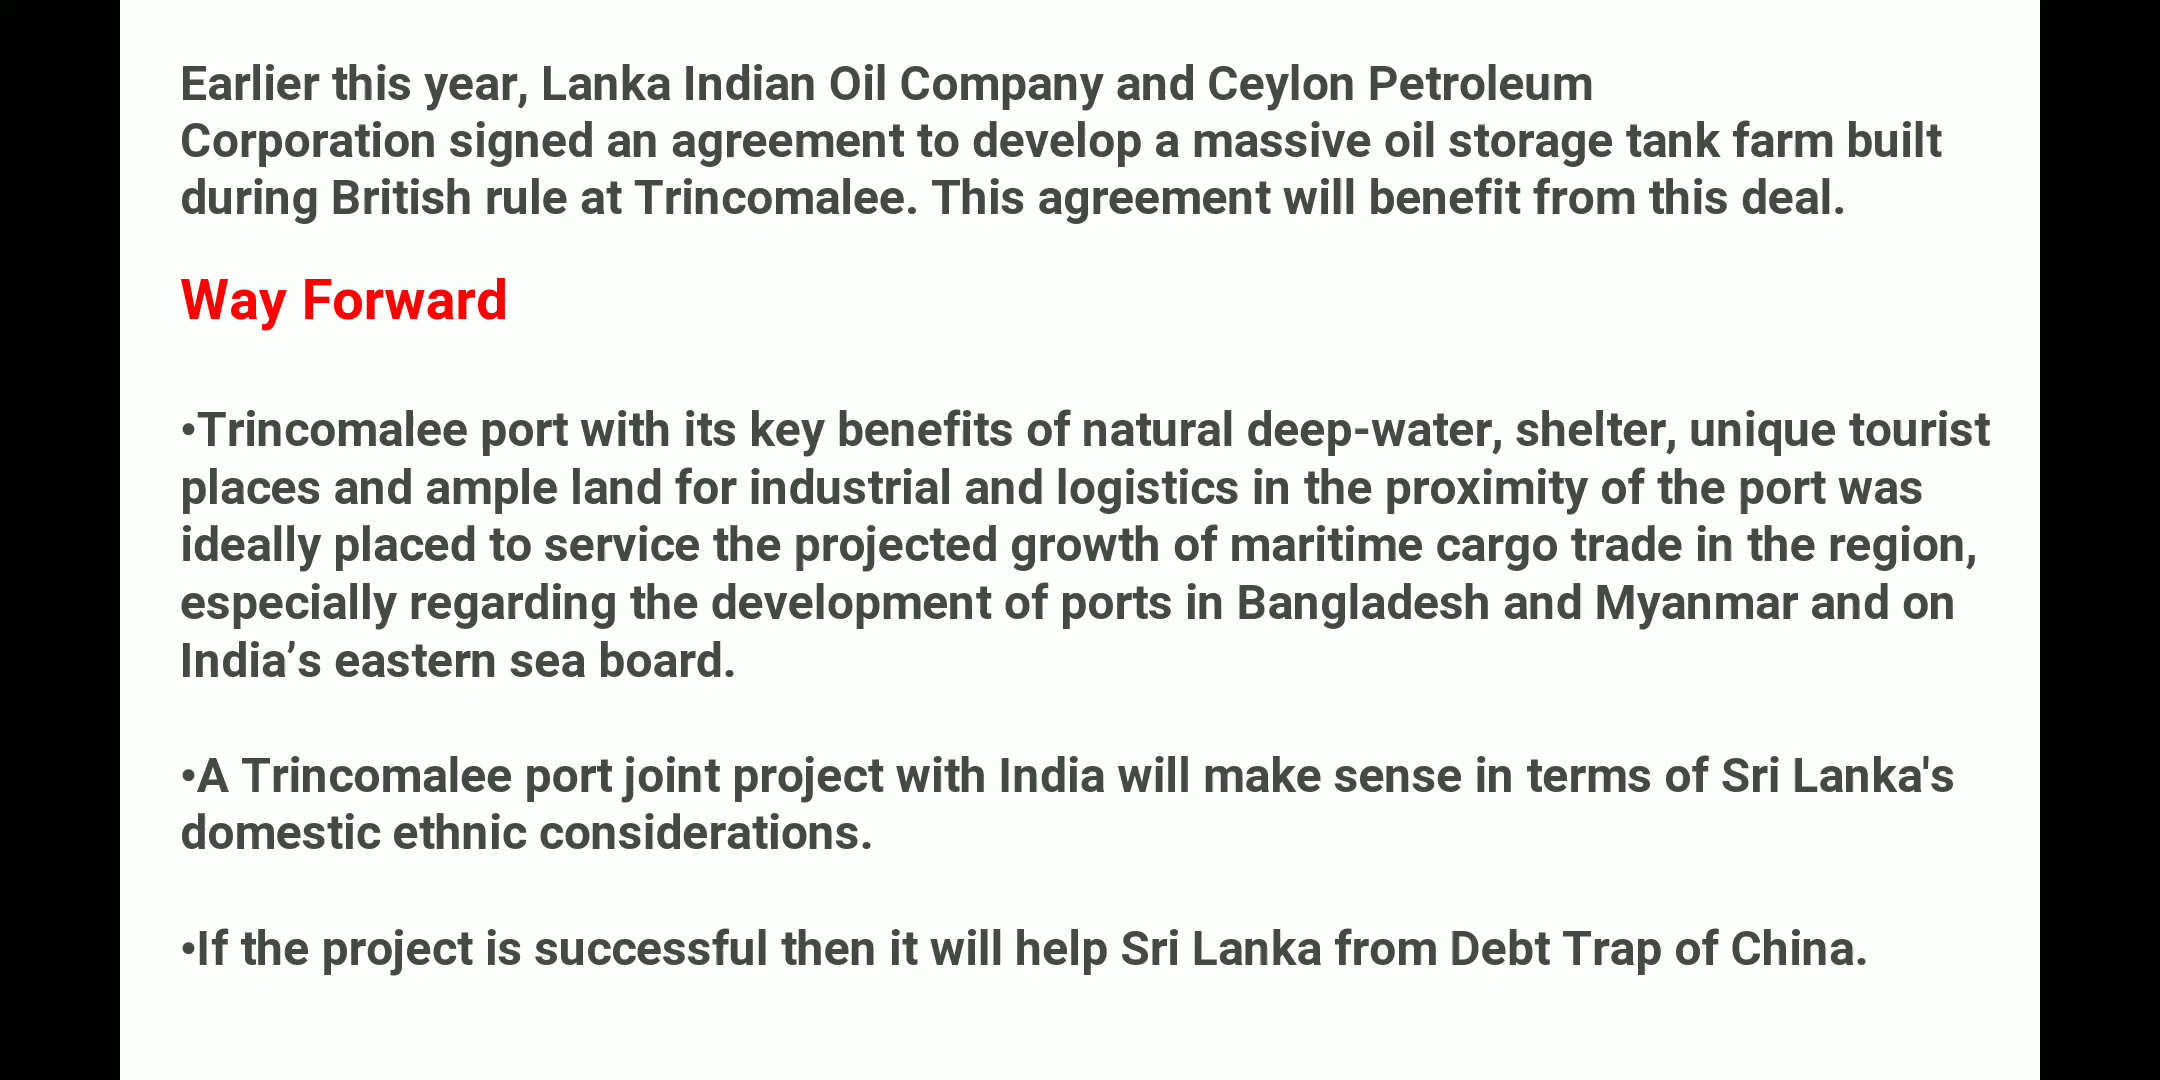 Earlier this year, Lanka Indian Oil Company and Ceylon Petroleum
Corporation signed an agreement to develop a massive oil storage tank farm built
during British rule at Trincomalee. This agreement will benefit from this deal.
Way Forward
•Trincomalee port with its key benefits of natural deep-water, shelter, unique tourist
places and ample land for industrial and logistics in the proximity of the port was
ideally placed to service the projected growth of maritime cargo trade in the region,
especially regarding the development of ports in Bangladesh and Myanmar and on
India’s eastern sea board.
•A Trincomalee port joint project with India will make sense in terms of Sri Lanka's
domestic ethnic considerations.
•If the project is successful then it will help Sri Lanka from Debt Trap of China.